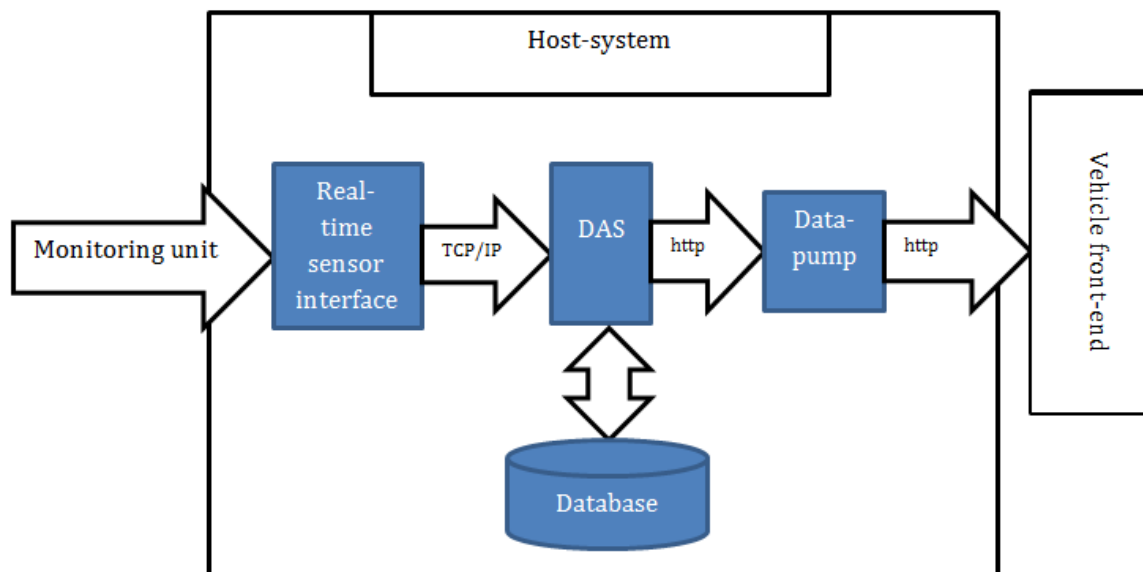 Host-system
Monitoring unit
Real-
time
sensor
interface
TCP/IP
DAS
http
Data-
pump
http
Vehicle front-end
Database